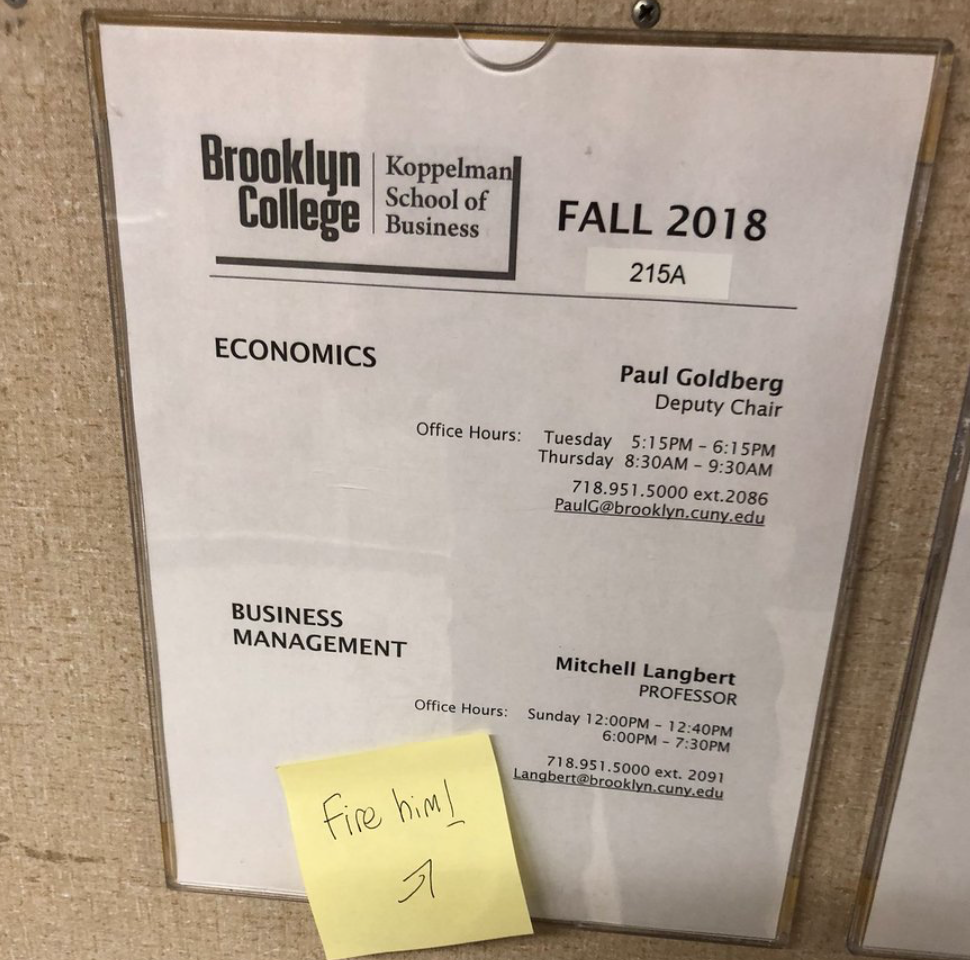 Brooklyn College
Koppelman School of Business
FALL 2018
215A
ECONOMICS
Paul Goldberg
Deputy Chair
Office Hours: Tuesday 5:15PM – 6:15PM
Thursday 8:30AM – 9:30AM
718.951.5000 ext.2086
PaulG@brooklyn.cuny.edu
BUSINESS
MANAGEMENT
Mitchell Langbert
PROFESSOR
Office Hours: Sunday 12:00PM – 12:40PM
6:00PM – 7:30PM
718.951.5000 ext. 2091
Langbert@brooklyn.cuny.edu
Fire him!